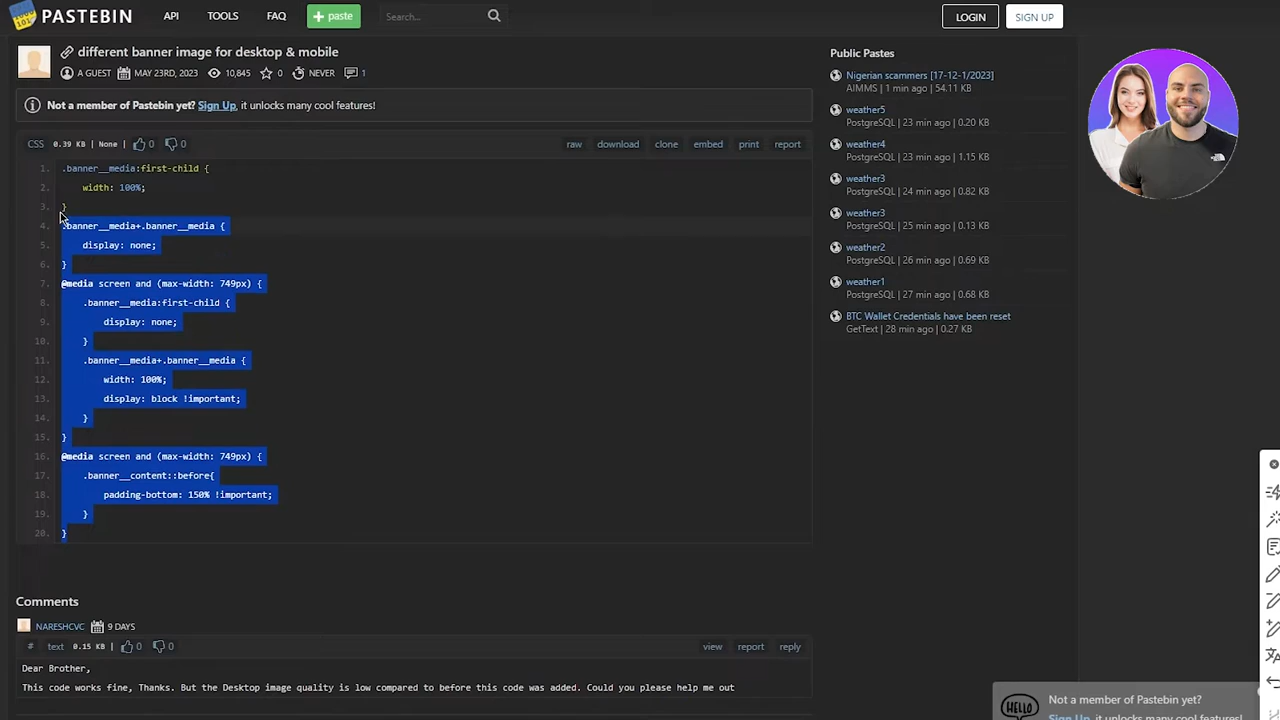 PASTEBIN API TOOLS FAQ + paste Search... LOGIN SIGN UP
different banner image for desktop & mobile
A GUEST MAY 23RD, 2023 10,845 0 NEVER 1
Not a member of Pastebin yet? Sign Up, it unlocks many cool features!
CSS 0.39 KB | None | 0 0 raw download clone embed print report
1. .banner__media:first-child {
2. width: 100%;
3. }
4. .banner__media+.banner__media {
5. display: none;
6. }
7. @media screen and (max-width: 749px) {
8. .banner__media:first-child {
9. display: none;
10. }
11. .banner__media+.banner__media {
12. width: 100%;
13. display: block !important;
14. }
15. }
16. @media screen and (max-width: 749px) {
17. .banner__content::before{
18. padding-bottom: 150% !important;
19. }
20. }
Comments
NARESHCVC 9 DAYS
# text 0.15 KB | 0 0 view report reply
Dear Brother,
This code works fine, Thanks. But the Desktop image quality is low compared to before this code was added. Could you please help me out
Public Pastes
Nigerian scammers [17-12-1/2023]
AIMMS | 1 min ago | 54.11 KB
weather5
PostgreSQL | 23 min ago | 0.20 KB
weather4
PostgreSQL | 23 min ago | 1.15 KB
weather3
PostgreSQL | 24 min ago | 0.82 KB
weather3
PostgreSQL | 25 min ago | 0.13 KB
weather2
PostgreSQL | 26 min ago | 0.69 KB
weather1
PostgreSQL | 27 min ago | 0.68 KB
BTC Wallet Credentials have been reset
GetText | 28 min ago | 0.27 KB
HELLO
Not a member of Pastebin yet?
Sign Up, it unlocks many cool features!